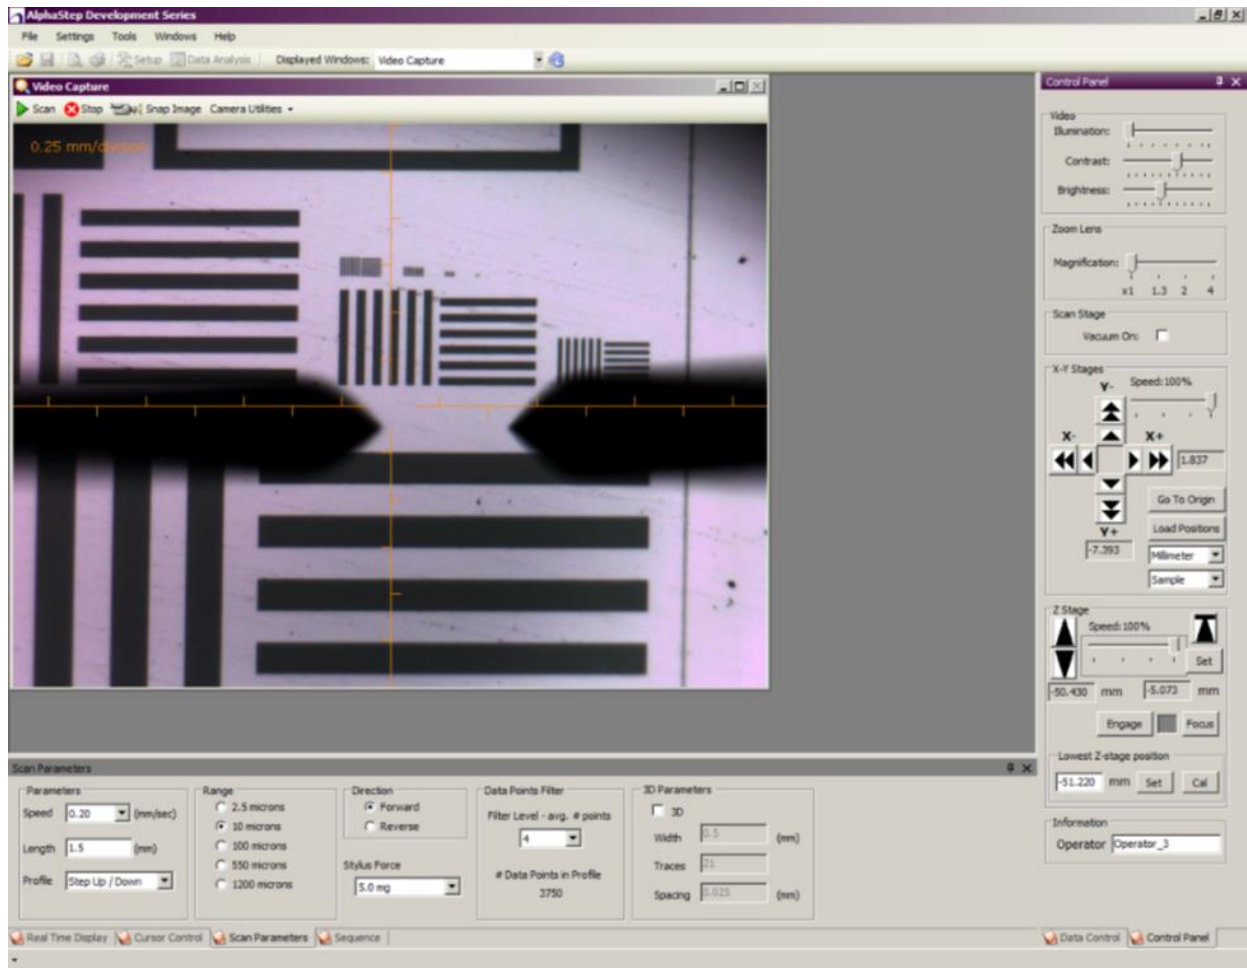 AlphaStep Development Series
File Settings Tools Windows Help
Setup Data Analysis Displayed Windows: Video Capture
Video Capture
Scan Stop Snap Image Camera Utilities
0.25 mm/division
Control Panel
Video
Illumination:
Contrast:
Brightness:
Zoom Lens
Magnification:
x1 1.3 2 4
Scan Stage
Vacuum On:
X-Y Stages
Y- Speed:100%
X- X+
1.837
Go To Origin
Y+ Load Positions
-7.393 Millimeter
Sample
Z Stage
Speed:100%
Set
-50.430 mm -5.073 mm
Engage Focus
Lowest Z-stage position
-51.220 mm Set Cal
Information
Operator Operator_3
Scan Parameters
Parameters
Speed 0.20 (mm/sec)
Length 1.5 (mm)
Profile Step Up / Down
Range
2.5 microns
10 microns
100 microns
550 microns
1200 microns
Direction
Forward
Reverse
Stylus Force
5.0 mg
Data Points Filter
Filter Level - avg. # points
4
# Data Points in Profile
3750
3D Parameters
3D
Width 0.5 (mm)
Traces 21
Spacing 0.025 (mm)
Real Time Display Cursor Control Scan Parameters Sequence
Data Control Control Panel